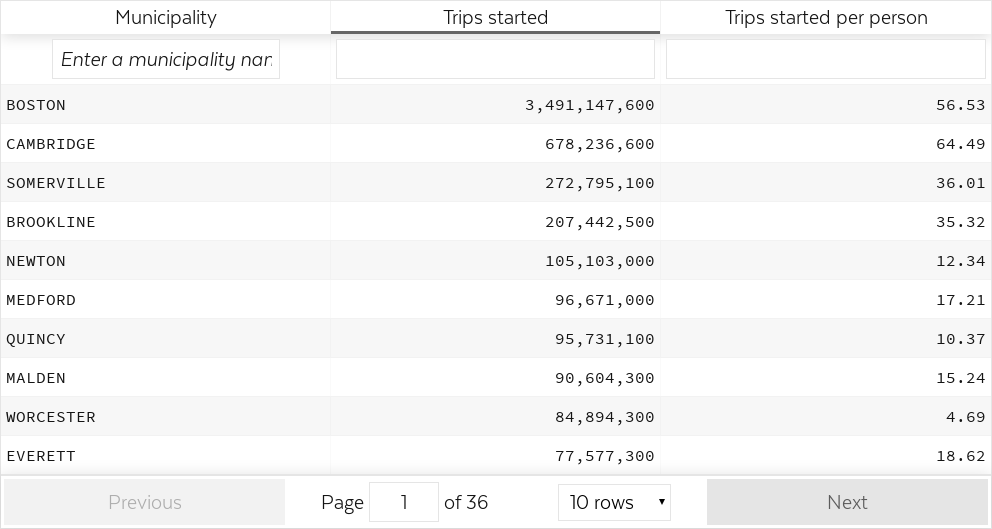 Municipality Trips started Trips started per person
Enter a municipality nar
BOSTON 3,491,147,600 56.53
CAMBRIDGE 678,236,600 64.49
SOMERVILLE 272,795,100 36.01
BROOKLINE 207,442,500 35.32
NEWTON 105,103,000 12.34
MEDFORD 96,671,000 17.21
QUINCY 95,731,100 10.37
MALDEN 90,604,300 15.24
WORCESTER 84,894,300 4.69
EVERETT 77,577,300 18.62
Previous Page 1 of 36 10 rows Next